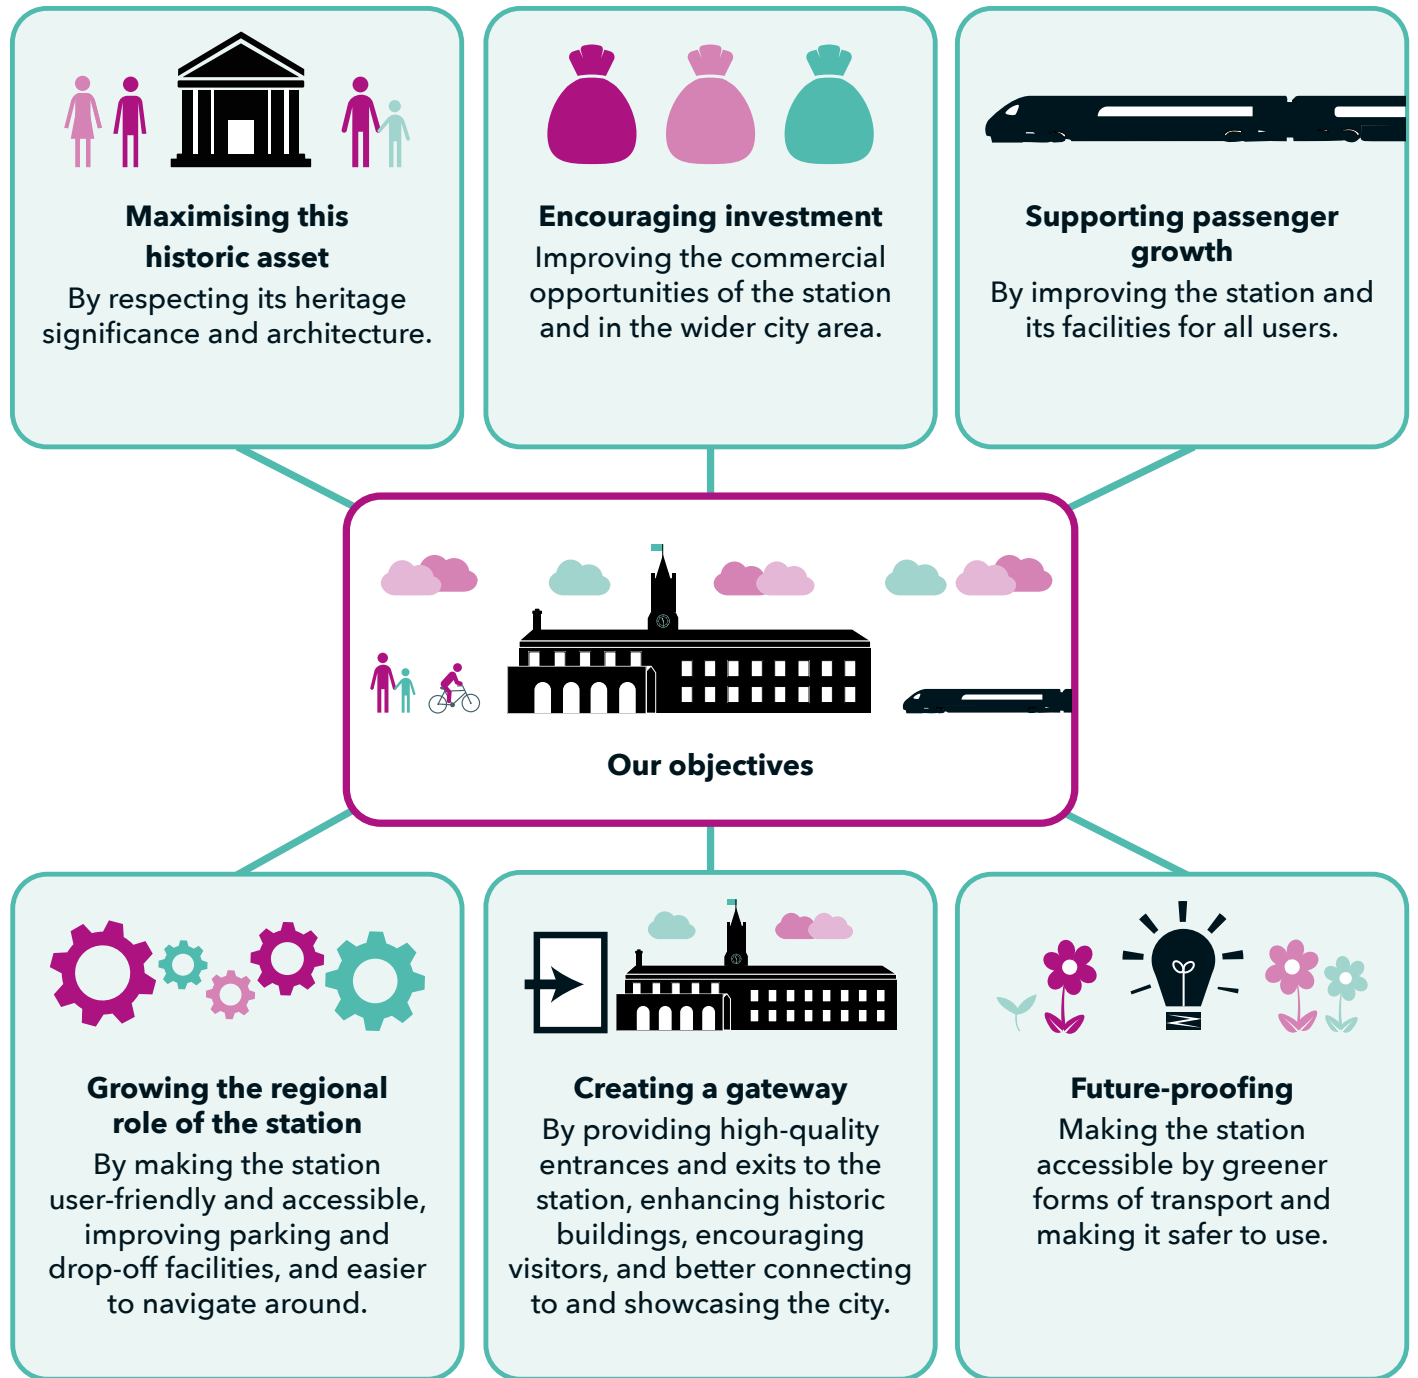 Maximising this
historic asset
By respecting its heritage
significance and architecture.
Encouraging investment
Improving the commercial
opportunities of the station
and in the wider city area.
Supporting passenger
growth
By improving the station and
its facilities for all users.
Our objectives
Growing the regional
role of the station
By making the station
user-friendly and accessible,
improving parking and
drop-off facilities, and easier
to navigate around.
Creating a gateway
By providing high-quality
entrances and exits to the
station, enhancing historic
buildings, encouraging
visitors, and better connecting
to and showcasing the city.
Future-proofing
Making the station
accessible by greener
forms of transport and
making it safer to use.